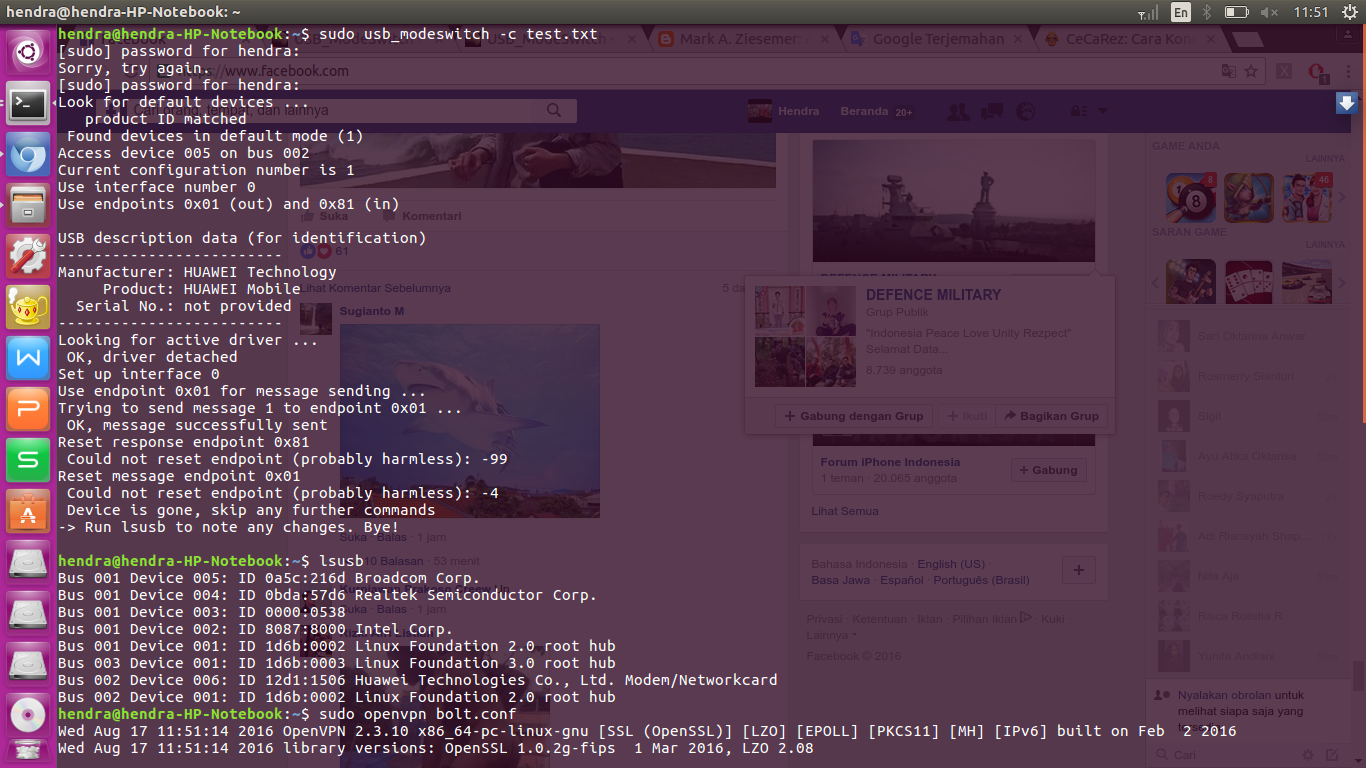 hendra@hendra-HP-Notebook: ~
En
11:51
hendra@hendra-HP-Notebook:~$ sudo usb_modeswitch -c test.txt
[sudo] password for hendra:
Sorry, try again.
[sudo] password for hendra:
Look for default devices ...
   product ID matched
 Found devices in default mode (1)
Access device 005 on bus 002
Current configuration number is 1
Use interface number 0
Use endpoints 0x01 (out) and 0x81 (in)
USB description data (for identification)
-------------------------
Manufacturer: HUAWEI Technology
     Product: HUAWEI Mobile
  Serial No.: not provided
-------------------------
Looking for active driver ...
 OK, driver detached
Set up interface 0
Use endpoint 0x01 for message sending ...
Trying to send message 1 to endpoint 0x01 ...
 OK, message successfully sent
Reset response endpoint 0x81
 Could not reset endpoint (probably harmless): -99
Reset message endpoint 0x01
 Could not reset endpoint (probably harmless): -4
 Device is gone, skip any further commands
-> Run lsusb to note any changes. Bye!
hendra@hendra-HP-Notebook:~$ lsusb
Bus 001 Device 005: ID 0a5c:216d Broadcom Corp.
Bus 001 Device 004: ID 0bda:57d6 Realtek Semiconductor Corp.
Bus 001 Device 003: ID 0000:0538
Bus 001 Device 002: ID 8087:8000 Intel Corp.
Bus 001 Device 001: ID 1d6b:0002 Linux Foundation 2.0 root hub
Bus 003 Device 001: ID 1d6b:0003 Linux Foundation 3.0 root hub
Bus 002 Device 006: ID 12d1:1506 Huawei Technologies Co., Ltd. Modem/Networkcard
Bus 002 Device 001: ID 1d6b:0002 Linux Foundation 2.0 root hub
hendra@hendra-HP-Notebook:~$ sudo openvpn bolt.conf
Wed Aug 17 11:51:14 2016 OpenVPN 2.3.10 x86_64-pc-linux-gnu [SSL (OpenSSL)] [LZO] [EPOLL] [PKCS11] [MH] [IPv6] built on Feb  2 2016
Wed Aug 17 11:51:14 2016 library versions: OpenSSL 1.0.2g-fips  1 Mar 2016, LZO 2.08
Mark A. Ziesemer
Google Terjemahan
CeCaRez: Cara Kon
https://www.facebook.com
1
Hendra
Beranda 20+
Suka
Komentari
61
Lihat Komentar Sebelumnya
5 da
Sugianto M
Suka · Balas · 1 jam
10 Balasan · 53 menit
Suka · Balas · 1 jam
DEFENCE MILITARY
DEFENCE MILITARY
Grup Publik
"Indonesia Peace Love Unity Rezpect"
Selamat Data...
8.739 anggota
Gabung dengan Grup
Ikuti
Bagikan Grup
Forum iPhone Indonesia
1 teman · 20.065 anggota
Gabung
Lihat Semua
Bahasa Indonesia · English (US) ·
Basa Jawa · Español · Português (Brasil)
Privasi · Ketentuan · Iklan · Pilihan Iklan · Kuki ·
Lainnya
Facebook © 2016
GAME ANDA
LAINNYA
8
46
SARAN GAME
LAINNYA
Sari Oktarina Anwar
Rosmerry Sianturi
Sigil
Nila Aja
Nyalakan obrolan untuk
melihat siapa saja yang
tersedia.
Cari